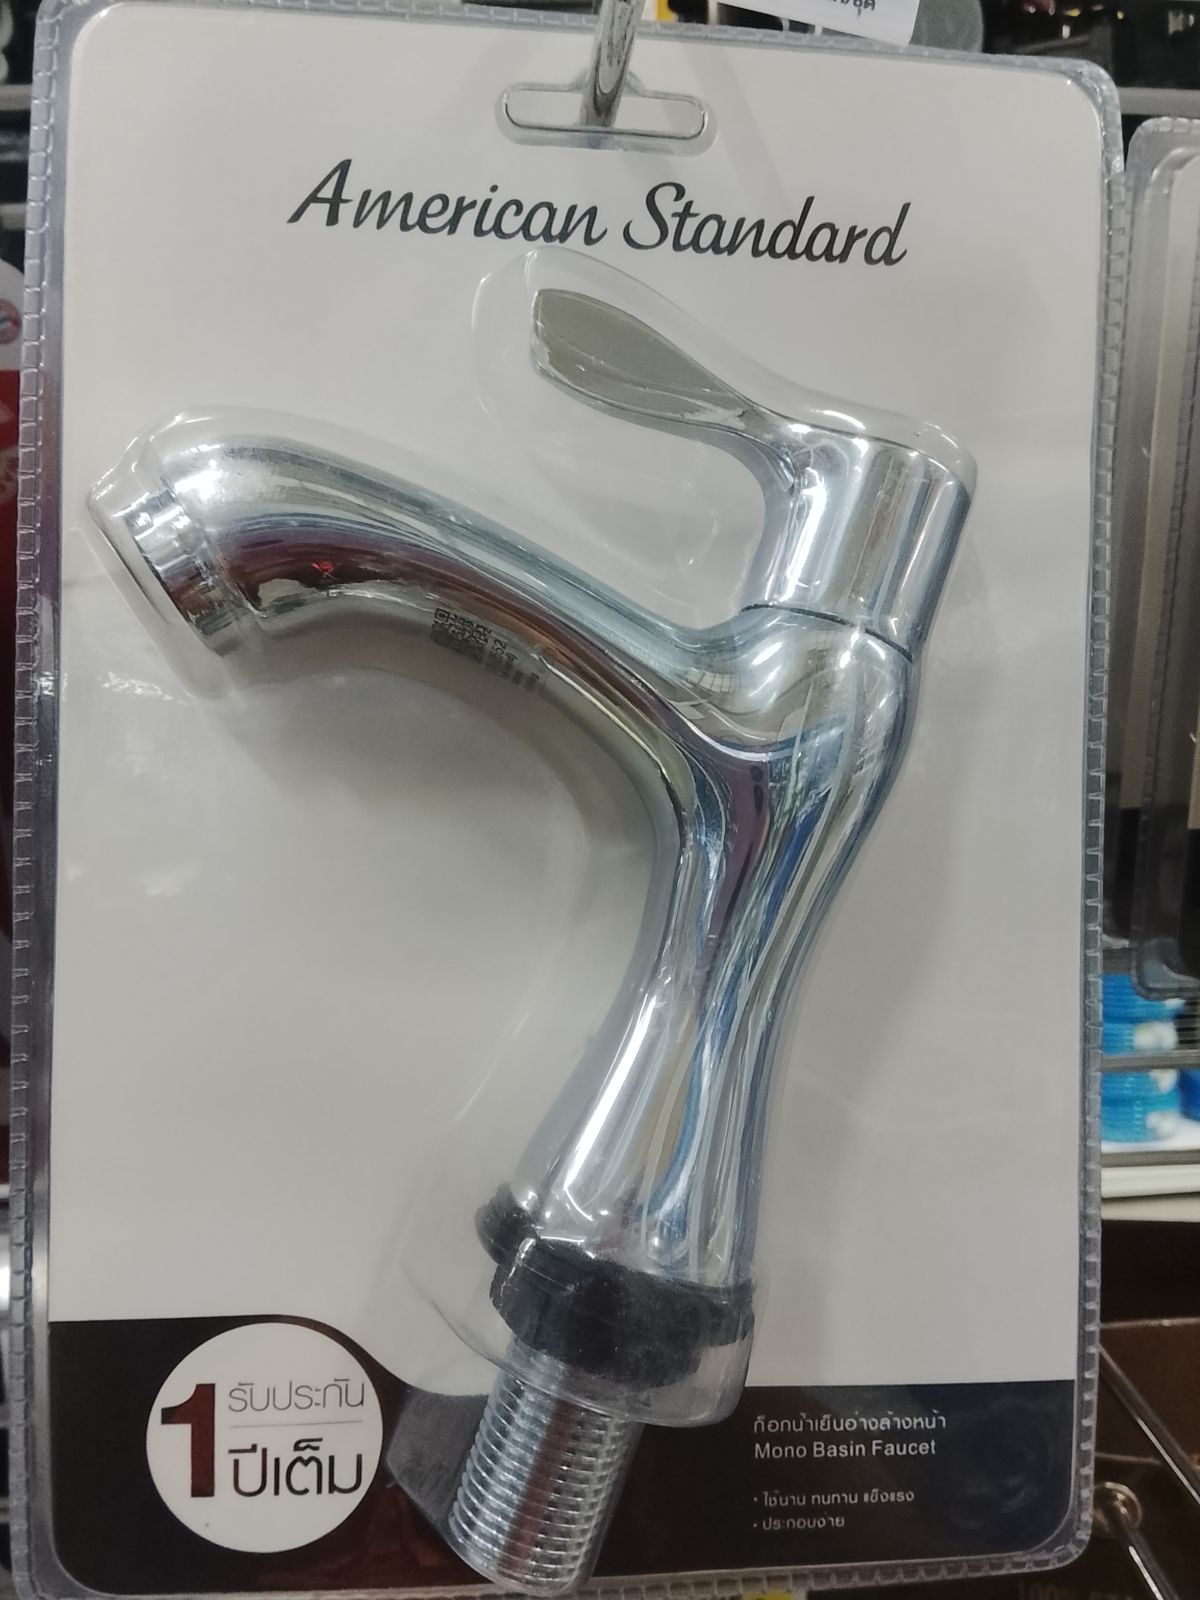 American Standard
รับประกัน
1 ปีเต็ม
ก็อกน้ำเย็นอ่างล้างหน้า
Mono Basin Faucet
· ใช้นาน ทนทาน แข็งแรง
· ประกอบง่าย